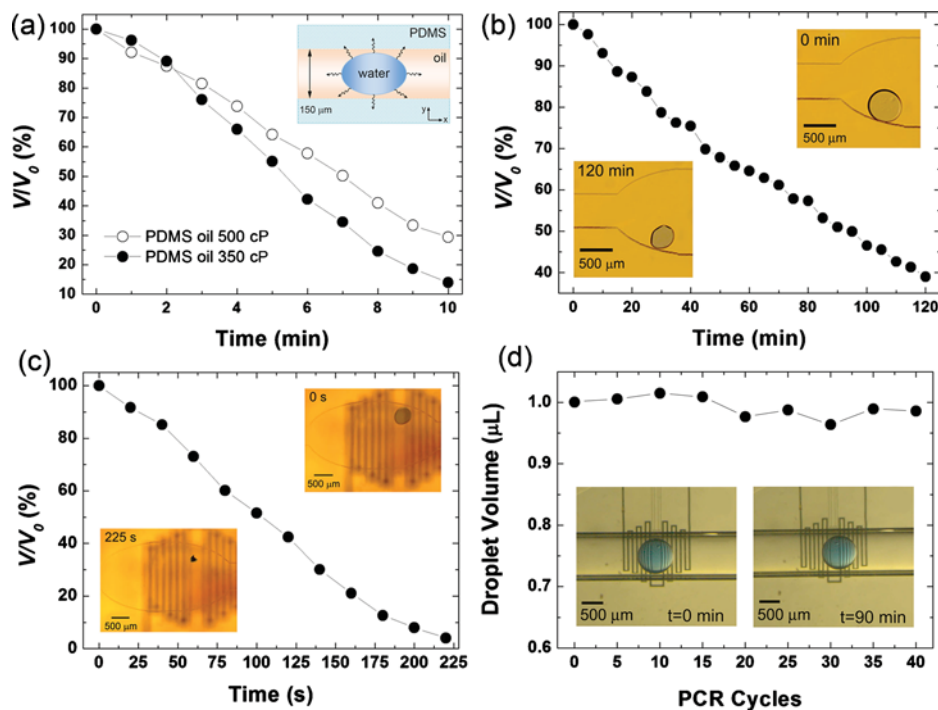 (a)
V/V0 (%)
100
90
80
70
60
50
40
30
20
10
0
2
4
6
8
10
Time (min)
PDMS
oil
water
150 μm
y
x
PDMS oil 500 cP
PDMS oil 350 cP
(b)
V/V0 (%)
100
90
80
70
60
50
40
0
20
40
60
80
100
120
Time (min)
0 min
500 μm
120 min
500 μm
(c)
V/V0 (%)
100
80
60
40
20
0
0
25
50
75
100
125
150
175
200
225
Time (s)
0 s
500 μm
225 s
500 μm
(d)
Droplet Volume (μL)
1.0
0.9
0.8
0.7
0.6
0
5
10
15
20
25
30
35
40
PCR Cycles
500 μm
t=0 min
500 μm
t=90 min